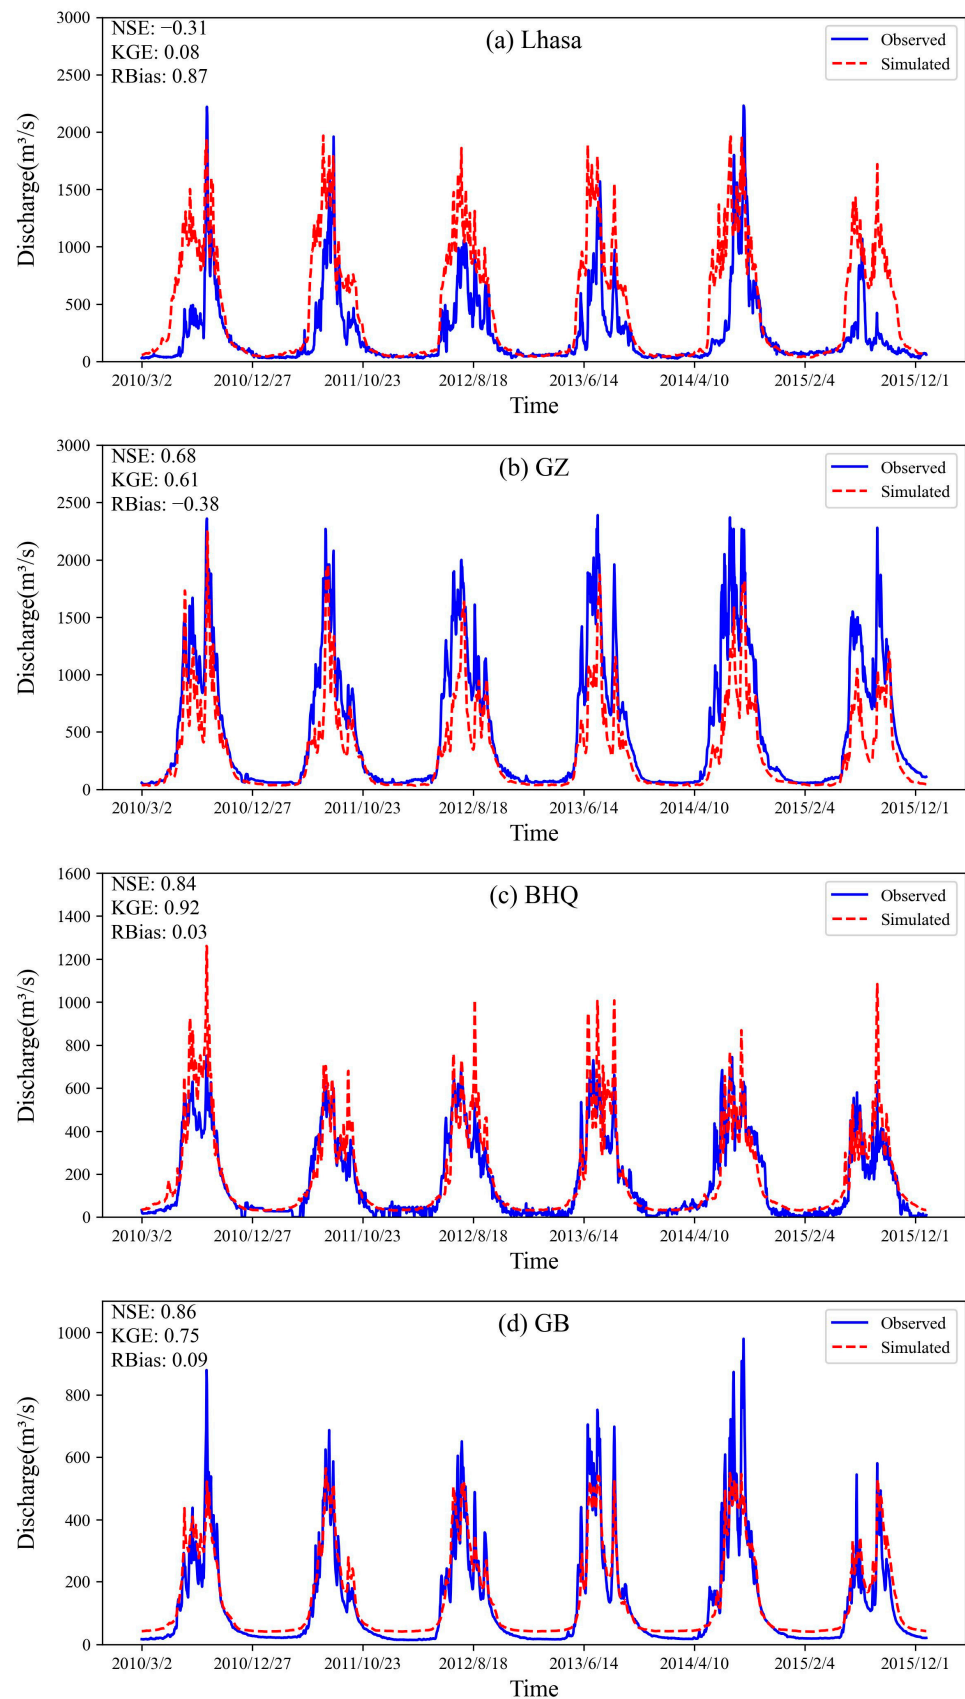 3000
NSE: −0.31
KGE: 0.08
RBias: 0.87
(a) Lhasa
Observed
Simulated
2500
2000
1500
1000
500
0
Discharge(m³/s)
2010/3/2 2010/12/27 2011/10/23 2012/8/18 2013/6/14 2014/4/10 2015/2/4 2015/12/1
Time
3000
NSE: 0.68
KGE: 0.61
RBias: −0.38
(b) GZ
Observed
Simulated
2500
2000
1500
1000
500
0
Discharge(m³/s)
2010/3/2 2010/12/27 2011/10/23 2012/8/18 2013/6/14 2014/4/10 2015/2/4 2015/12/1
Time
1600
NSE: 0.84
KGE: 0.92
RBias: 0.03
(c) BHQ
Observed
Simulated
1400
1200
1000
800
600
400
200
0
Discharge(m³/s)
2010/3/2 2010/12/27 2011/10/23 2012/8/18 2013/6/14 2014/4/10 2015/2/4 2015/12/1
Time
NSE: 0.86
KGE: 0.75
RBias: 0.09
(d) GB
Observed
Simulated
1000
800
600
400
200
0
Discharge(m³/s)
2010/3/2 2010/12/27 2011/10/23 2012/8/18 2013/6/14 2014/4/10 2015/2/4 2015/12/1
Time